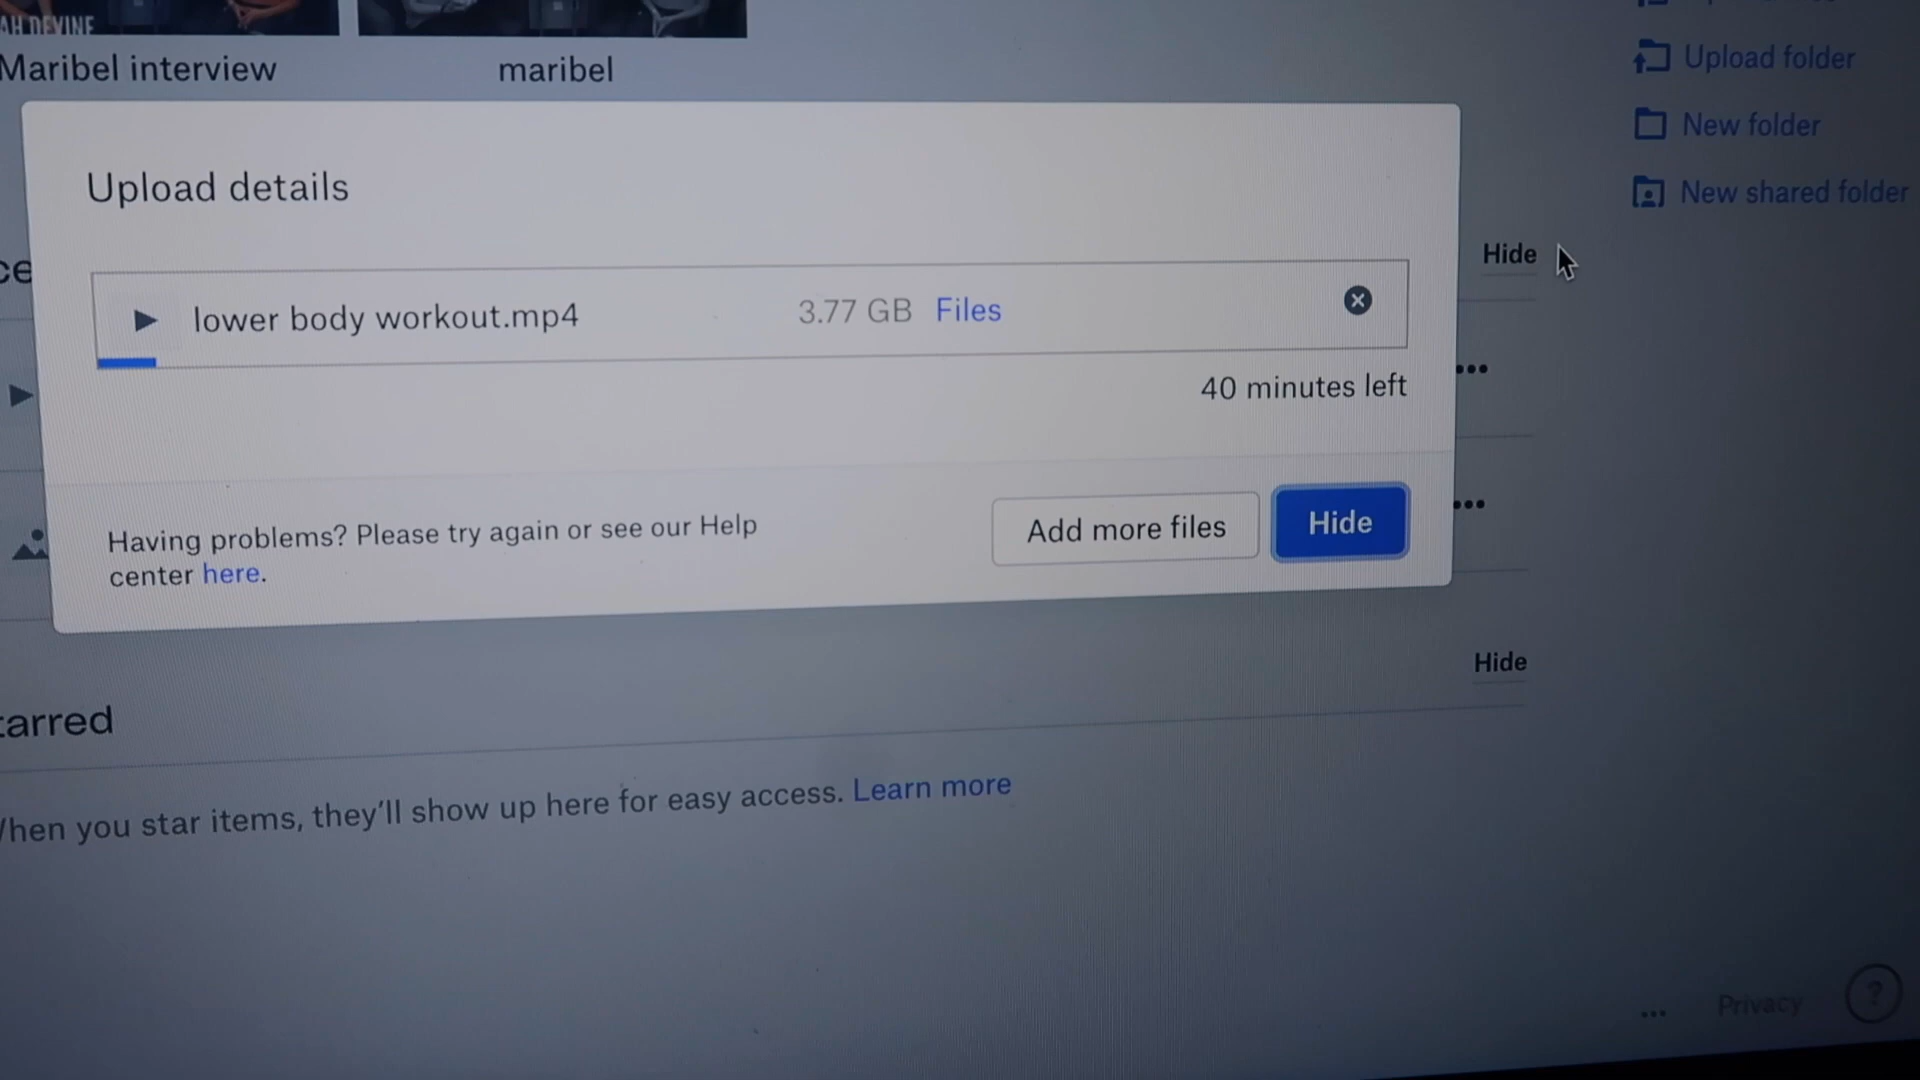 AH DEVINE
Maribel interview
maribel
Upload folder
New folder
New shared folder
Upload details
Hide
lower body workout.mp4
3.77 GB Files
40 minutes left
Having problems? Please try again or see our Help
center here.
Add more files
Hide
Hide
tarred
When you star items, they'll show up here for easy access. Learn more
... Privacy ?